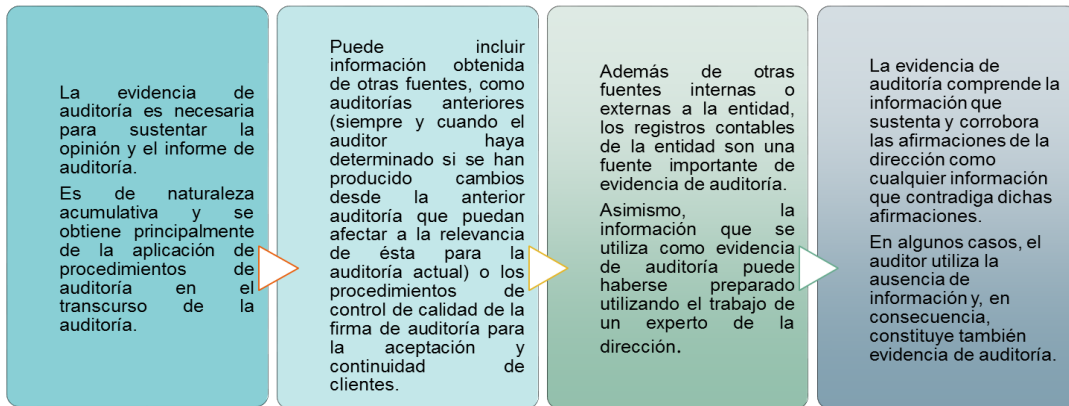 La evidencia de
auditoría es necesaria
para sustentar la
opinión y el informe de
auditoría.
Es de naturaleza
acumulativa y se
obtiene principalmente
de la aplicación de
procedimientos de
auditoría en el
transcurso de la
auditoría.
Puede incluir
información obtenida
de otras fuentes, como
auditorías anteriores
(siempre y cuando el
auditor haya
determinado si se han
producido cambios
desde la anterior
auditoría que puedan
afectar a la relevancia
de ésta para la
auditoría actual) o los
procedimientos de
control de calidad de la
firma de auditoría para
la aceptación y
continuidad de
clientes.
Además de otras
fuentes internas o
externas a la entidad,
los registros contables
de la entidad son una
fuente importante de
evidencia de auditoría.
Asimismo, la
información que se
utiliza como evidencia
de auditoría puede
haberse preparado
utilizando el trabajo de
un experto de la
dirección.
La evidencia de
auditoría comprende la
información que
sustenta y corrobora
las afirmaciones de la
dirección como
cualquier información
que contradiga dichas
afirmaciones.
En algunos casos, el
auditor utiliza la
ausencia de
información y, en
consecuencia,
constituye también
evidencia de auditoría.